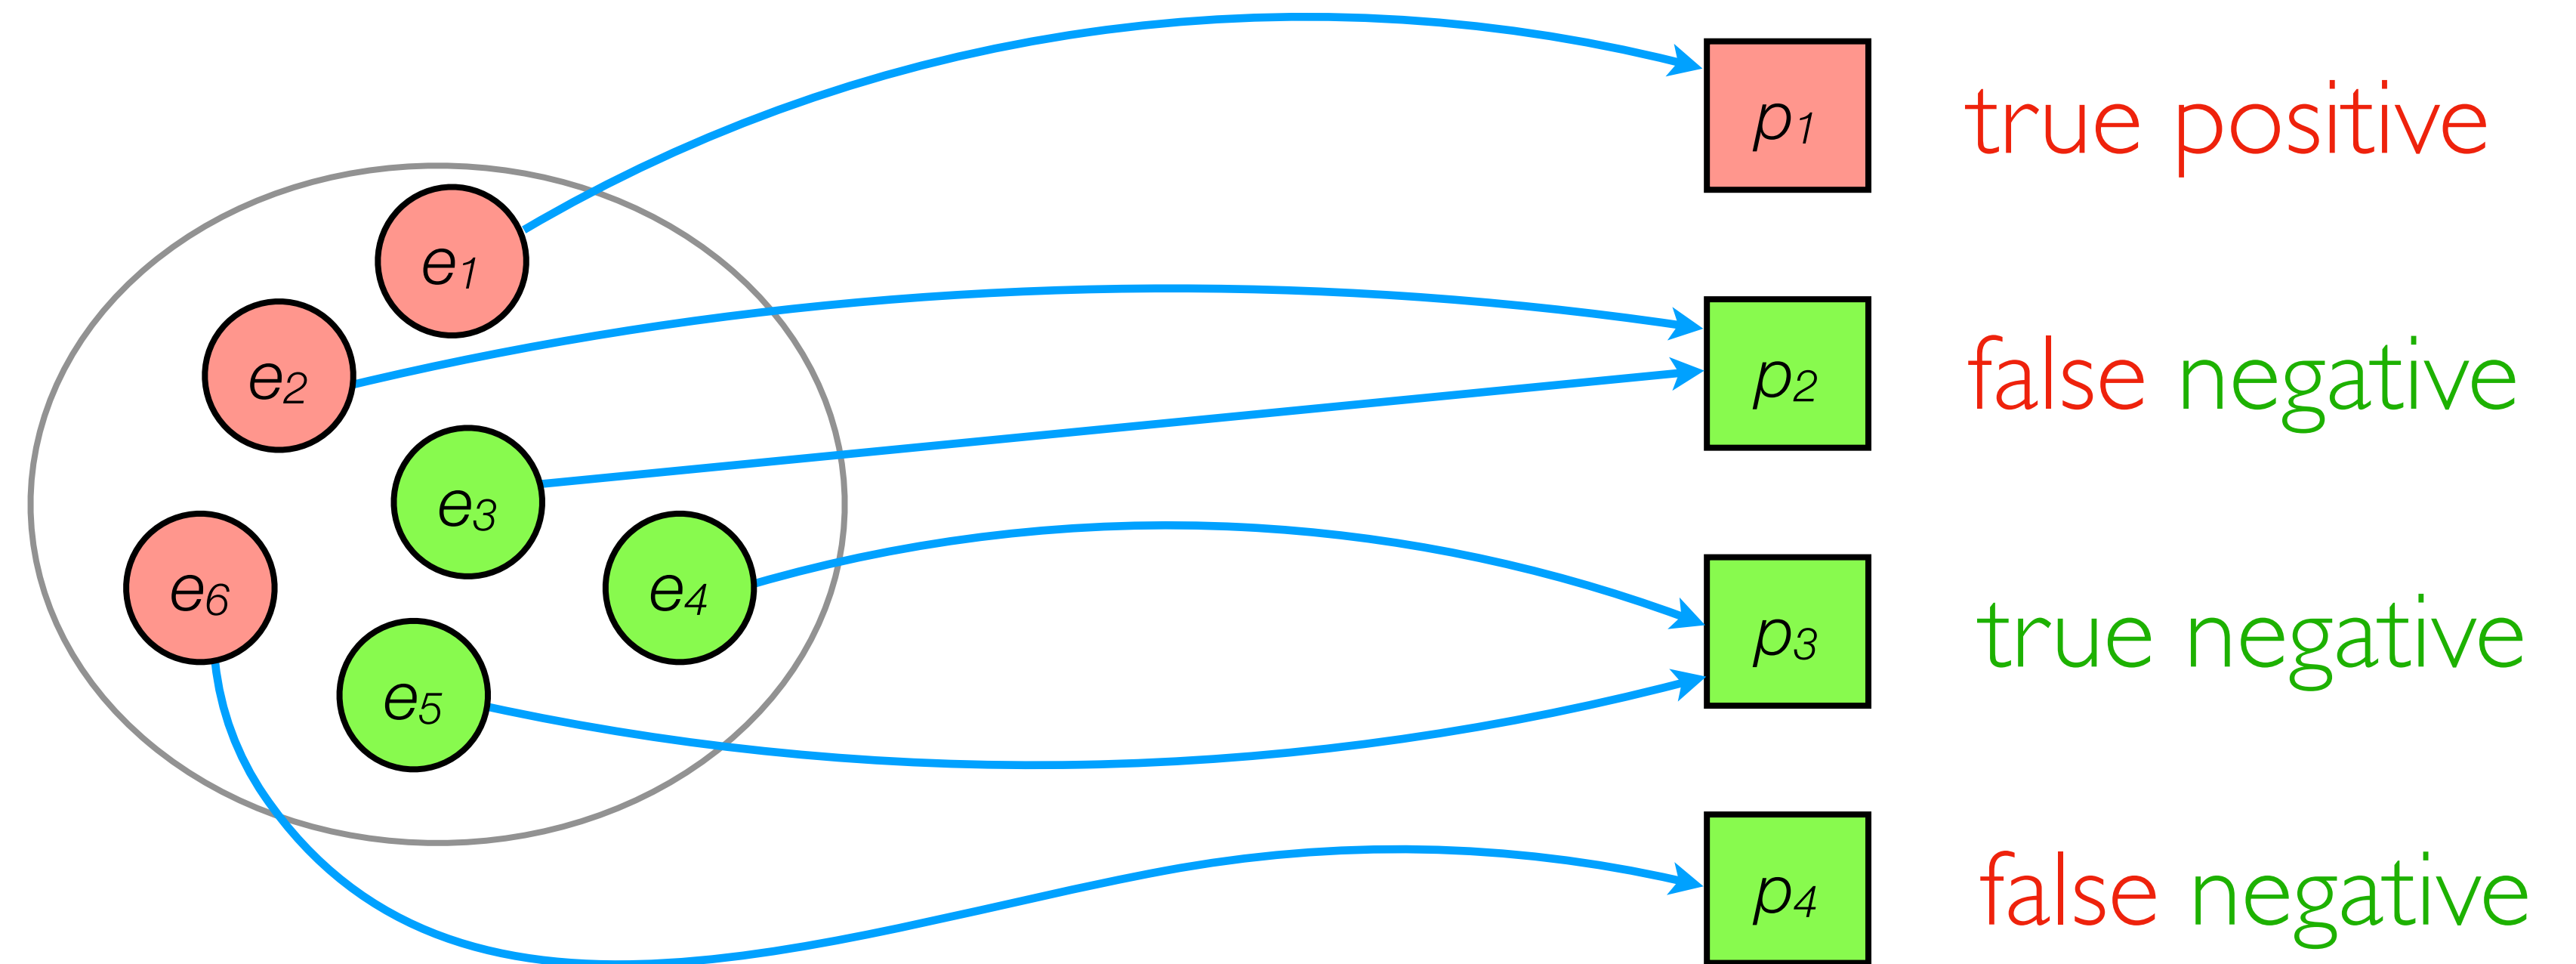 e1
e2
e3
e4
e5
e6
p1 true positive
p2 false negative
p3 true negative
p4 false negative